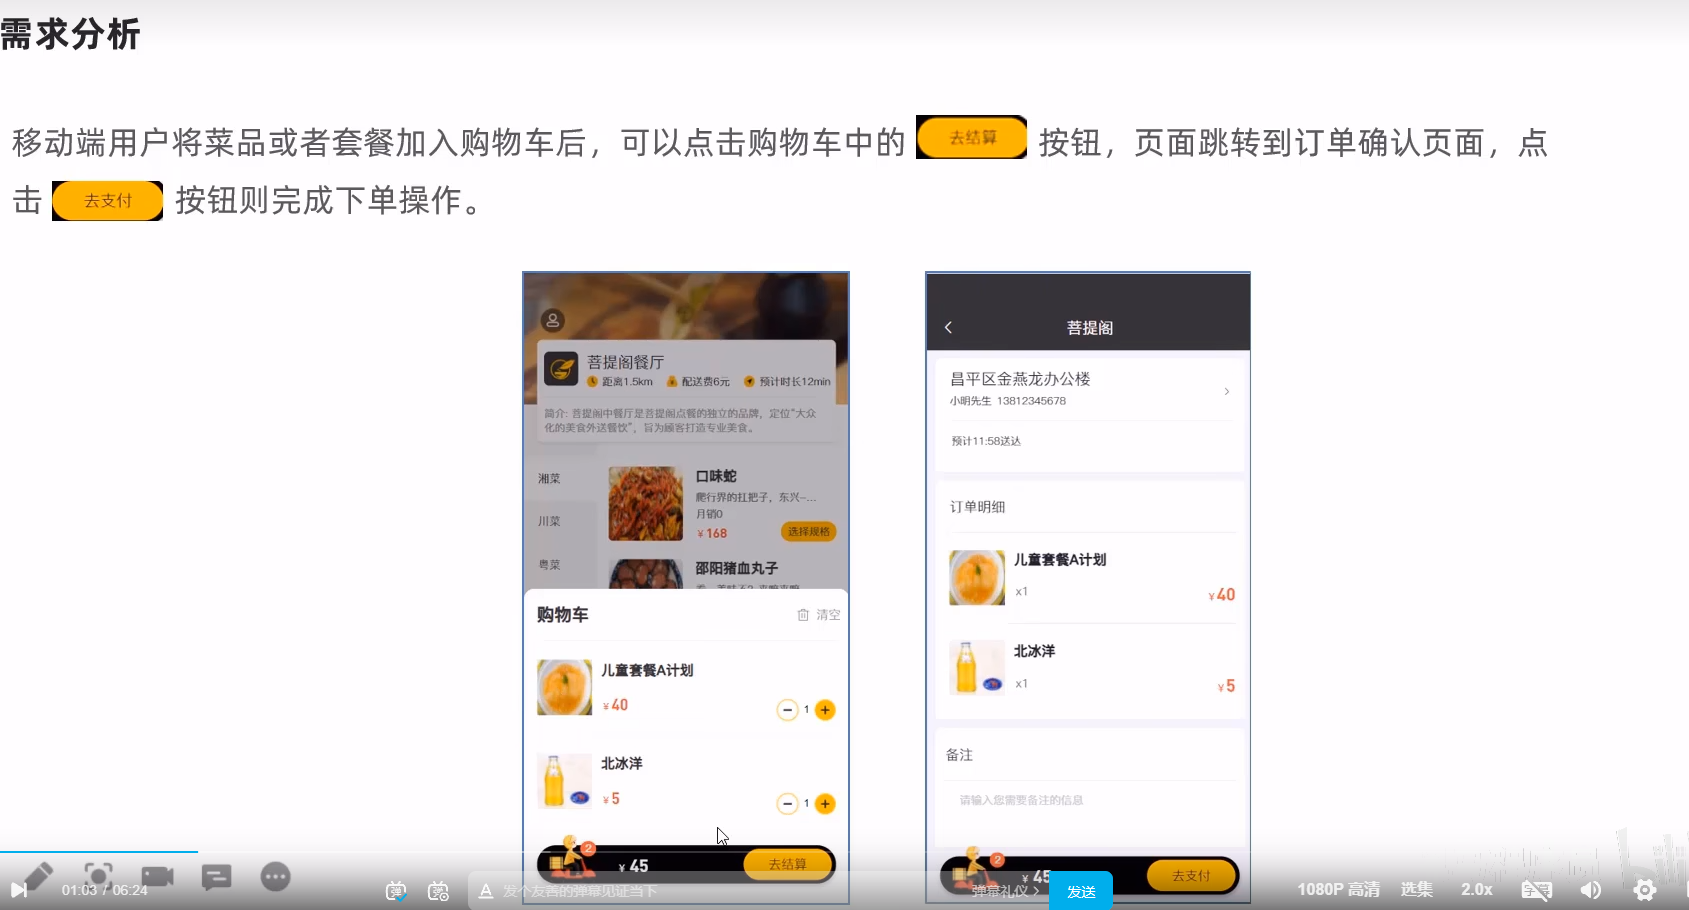 需求分析
移动端用户将菜品或者套餐加入购物车后，可以点击购物车中的 去结算 按钮，页面跳转到订单确认页面，点
击 去支付 按钮则完成下单操作。
菩提阁餐厅
距离1.5km 配送费6元 预计时长12min
简介: 菩提阁中餐厅是菩提阁点餐的独立的品牌，定位"大众
化的美食外送餐饮"，旨为顾客打造专业美食。
湘菜
川菜
粤菜
口味蛇
爬行界的扛把子，东兴--...
月销0
¥168
选择规格
邵阳猪血丸子
购物车
清空
儿童套餐A计划
¥40
1
北冰洋
¥5
1
2
¥45
去结算
菩提阁
昌平区金燕龙办公楼
小明先生 13812345678
预计11:58送达
订单明细
儿童套餐A计划
x1
¥40
北冰洋
x1
¥5
备注
请输入您需要备注的信息
2
¥45
去支付
01:03 / 06:24
发个友善的弹幕见证当下
弹幕礼仪
发送
1080P 高清
选集
2.0x